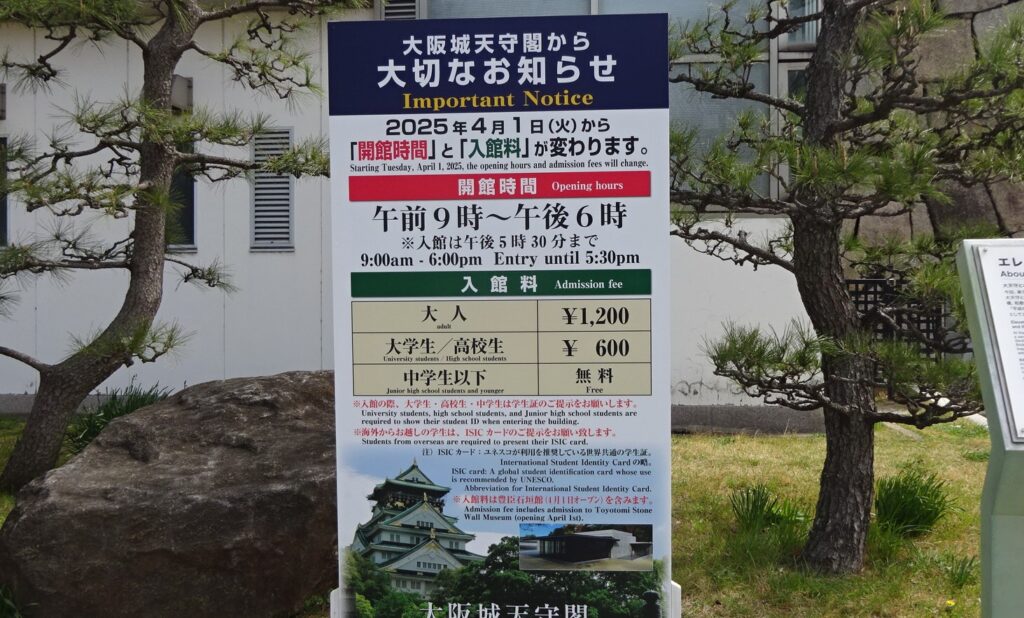 大阪城天守閣から
大切なお知らせ
Important Notice
2025年4月1日(火)から
「開館時間」と「入館料」が変わります。
Starting Tuesday, April 1, 2025, the opening hours and admission fees will change.
開館時間 Opening hours
午前9時〜午後6時
※入館は午後5時30分まで
9:00am - 6:00pm Entry until 5:30pm
入館料 Admission fee
大人 ¥1,200
adult
大学生/高校生 ¥ 600
University students / High school students
中学生以下 無料
Junior high school students and younger Free
※入館の際、大学生・高校生・中学生は学生証のご提示をお願いします。
University students, high school students, and Junior high school students are
required to show their student ID when entering the building.
※海外からお越しの学生は、ISICカードのご提示をお願い致します。
Students from overseas are required to present their ISIC card.
注)ISICカード:ユネスコが利用を推奨している世界共通の学生証。
International Student Identity Cardの略。
ISIC card: A global student identification card whose use
is recommended by UNESCO.
Abbreviation for International Student Identity Card.
※入館料は豊臣石垣館(4月1日オープン)を含みます。
Admission fee includes admission to Toyotomi Stone
Wall Museum (opening April 1st).
大阪城天守閣
エレ
Abou